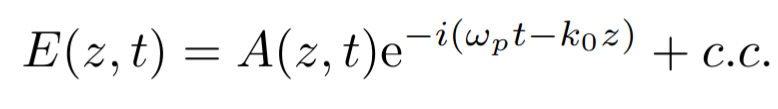 E(z, t) = A(z, t)e^{-i(ω_p t-k_0 z)} + c.c.